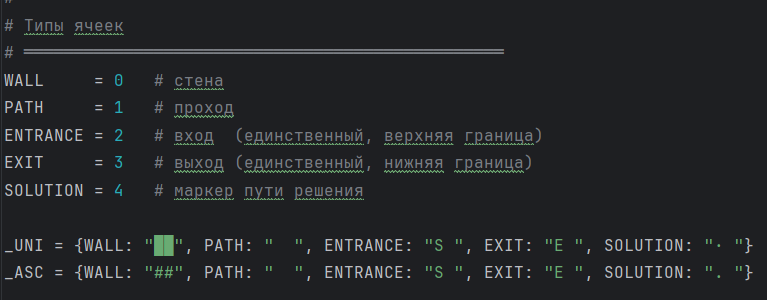 #
# Типы ячеек
# ════════════════════════════════════════════════
WALL     = 0   # стена
PATH     = 1   # проход
ENTRANCE = 2   # вход  (единственный, верхняя граница)
EXIT     = 3   # выход (единственный, нижняя граница)
SOLUTION = 4   # маркер пути решения
_UNI = {WALL: "██", PATH: "  ", ENTRANCE: "S ", EXIT: "E ", SOLUTION: "· "}
_ASC = {WALL: "##", PATH: "  ", ENTRANCE: "S ", EXIT: "E ", SOLUTION: ". "}